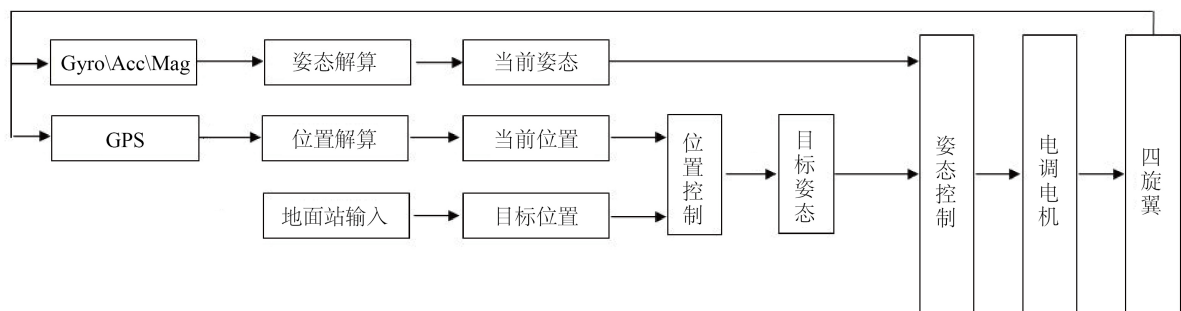 Gyro\Acc\Mag
姿态解算
当前姿态
GPS
位置解算
当前位置
地面站输入
目标位置
位置控制
目标姿态
姿态控制
电调电机
四旋翼